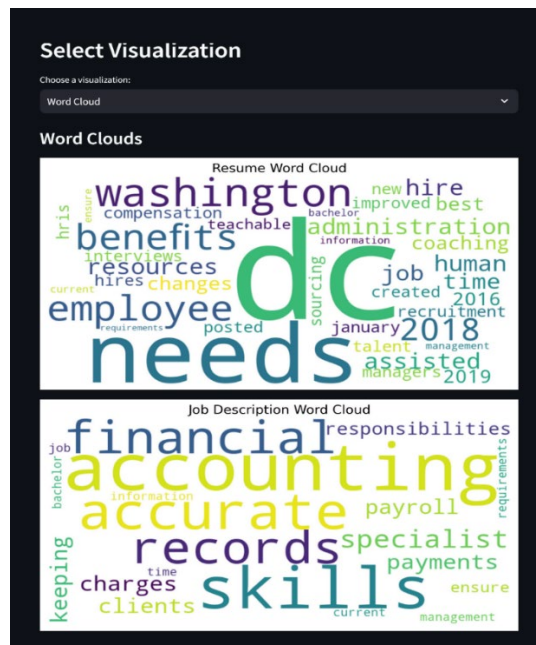 Select Visualization
Choose a visualization:
Word Cloud
Word Clouds
Resume Word Cloud
washington new hire
ensure compensation bachelor improved best
hris teachable administration
benefits information coaching
interviews dc human
resources sourcing job time
current hires changes created 2016
employee recruitment
requirements posted january 2018
needs talent management
assisted
managers 2019
Job Description Word Cloud
financial responsibilities
job accounting
bachelor information requirements
accurate payroll
records specialist
keeping time payments
charges skills ensure
clients current management